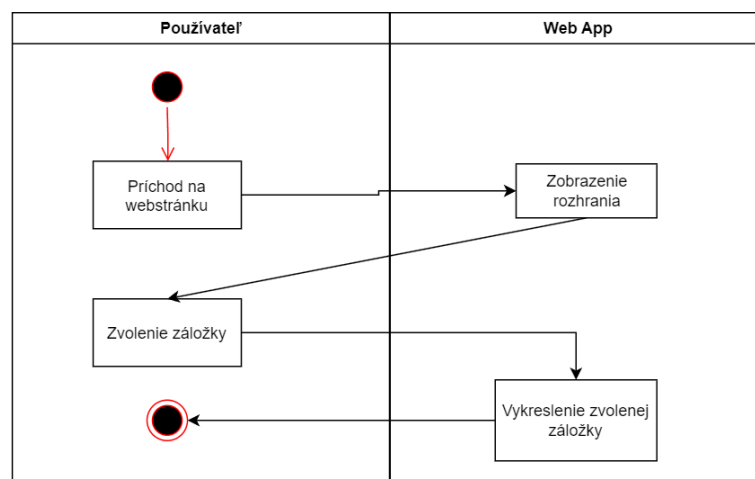 Používateľ
Web App
Príchod na
webstránku
Zobrazenie
rozhrania
Zvolenie záložky
Vykreslenie zvolenej
záložky